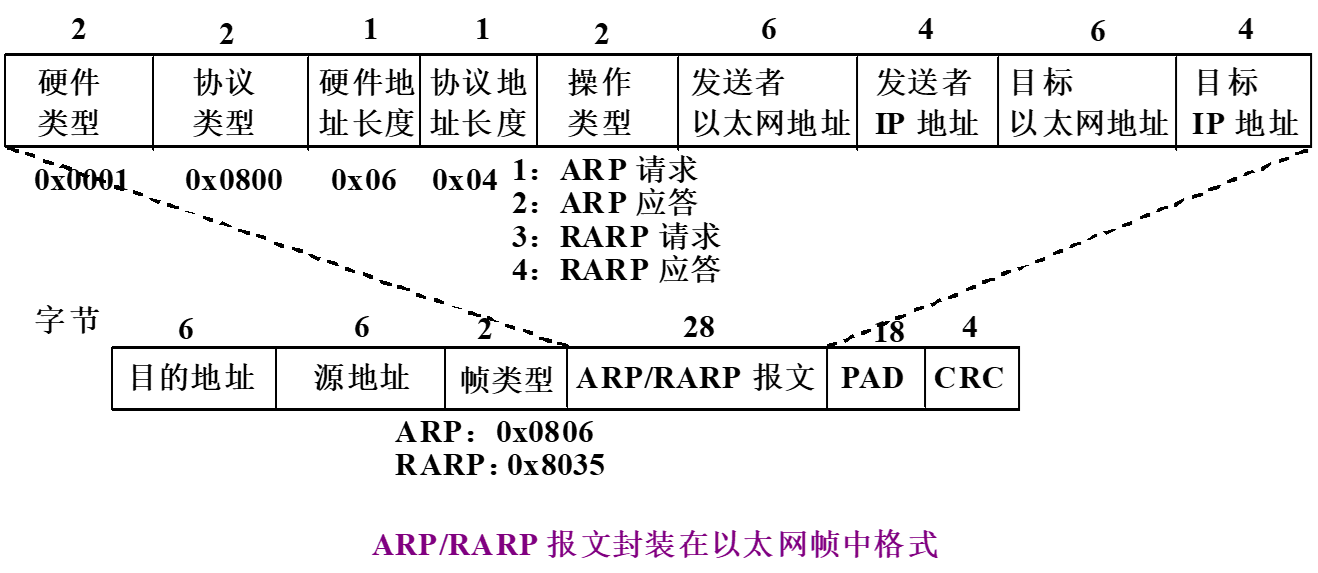 2 2 1 1 2 6 4 6 4
硬件 协议 硬件地 协议地 操作 发送者 发送者 目标 目标
类型 类型 址长度 址长度 类型 以太网地址 IP 地址 以太网地址 IP 地址
0x0001 0x0800 0x06 0x04 1：ARP 请求
2：ARP 应答
3：RARP 请求
4：RARP 应答
字节 6 6 2 28 18 4
目的地址 源地址 帧类型 ARP/RARP 报文 PAD CRC
ARP：0x0806
RARP：0x8035
ARP/RARP 报文封装在以太网帧中格式